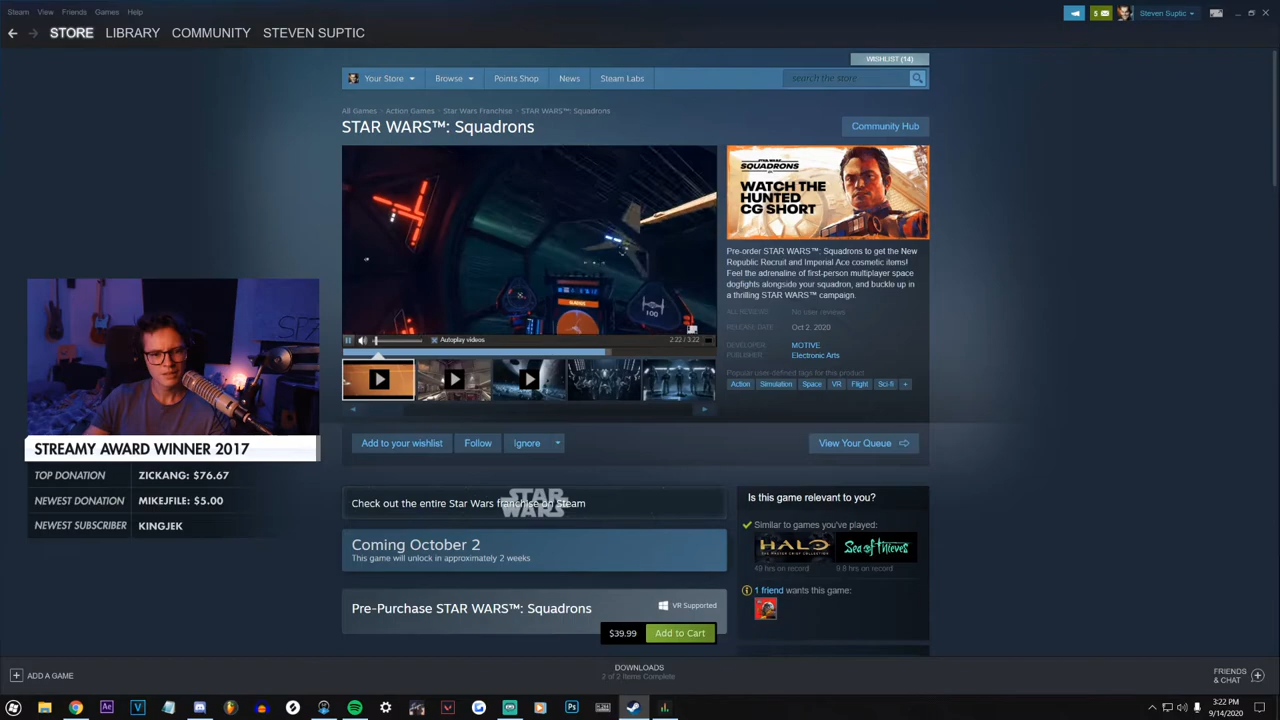 Steam View Friends Games Help
5
Steven Suptic
STORE LIBRARY COMMUNITY STEVEN SUPTIC
WISHLIST (14)
Your Store Browse Points Shop News Steam Labs
search the store
All Games > Action Games > Star Wars Franchise > STAR WARS™: Squadrons
STAR WARS™: Squadrons
Community Hub
STAR WARS
SQUADRONS
WATCH THE
HUNTED
CG SHORT
Pre-order STAR WARS™: Squadrons to get the New
Republic Recruit and Imperial Ace cosmetic items!
Feel the adrenaline of first-person multiplayer space
dogfights alongside your squadron, and buckle up in
a thrilling STAR WARS™ campaign.
ALL REVIEWS: No user reviews
RELEASE DATE: Oct 2, 2020
DEVELOPER: MOTIVE
PUBLISHER: Electronic Arts
Popular user-defined tags for this product:
Action Simulation Space VR Flight Sci-fi +
100
Autoplay videos
2:22 / 3:22
Add to your wishlist Follow Ignore
View Your Queue
STREAMY AWARD WINNER 2017
TOP DONATION ZICKANG: $76.67
NEWEST DONATION MIKEJFILE: $5.00
NEWEST SUBSCRIBER KINGJEK
Check out the entire Star Wars franchise on Steam
STAR
WARS
Coming October 2
This game will unlock in approximately 2 weeks
Pre-Purchase STAR WARS™: Squadrons
VR Supported
$39.99 Add to Cart
Is this game relevant to you?
Similar to games you've played:
HALO
Sea of Thieves
49 hrs on record 9.8 hrs on record
1 friend wants this game:
ADD A GAME
DOWNLOADS
2 of 2 Items Complete
FRIENDS
& CHAT
3:22 PM
9/14/2020